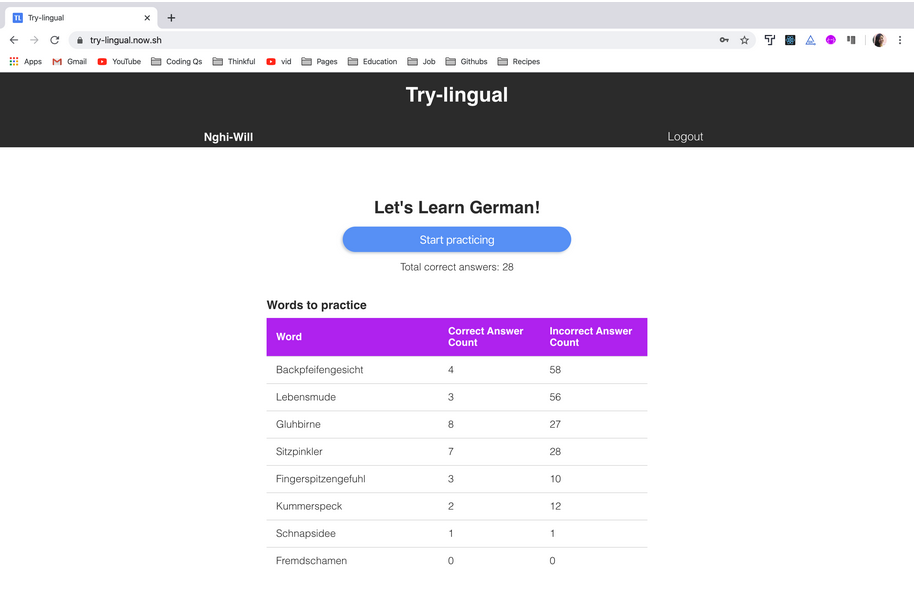 TL Try-lingual
try-lingual.now.sh
Apps Gmail YouTube Coding Qs Thinkful vid Pages Education Job Githubs Recipes
Try-lingual
Nghi-Will Logout
Let's Learn German!
Start practicing
Total correct answers: 28
Words to practice
Word Correct Answer Count Incorrect Answer Count
Backpfeifengesicht 4 58
Lebensmude 3 56
Gluhbirne 8 27
Sitzpinkler 7 28
Fingerspitzengefuhl 3 10
Kummerspeck 2 12
Schnapsidee 1 1
Fremdschamen 0 0